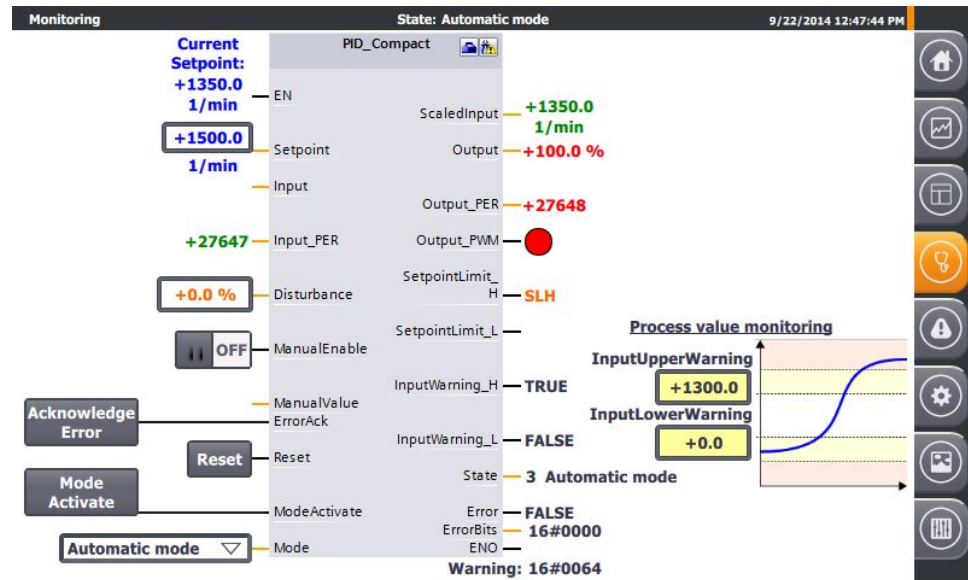 Monitoring
State: Automatic mode
9/22/2014 12:47:44 PM
Current
Setpoint:
+1350.0
1/min
PID_Compact
EN
ScaledInput
+1350.0
1/min
+1500.0
1/min
Setpoint
Output
+100.0 %
Input
Output_PER
+27648
+27647
Input_PER
Output_PWM
SetpointLimit_
H
SLH
+0.0 %
Disturbance
SetpointLimit_L
OFF
ManualEnable
Process value monitoring
InputUpperWarning
+1300.0
InputLowerWarning
+0.0
InputWarning_H
TRUE
ManualValue
Acknowledge
Error
ErrorAck
InputWarning_L
FALSE
Reset
Reset
State
3 Automatic mode
Mode
Activate
ModeActivate
Error
FALSE
ErrorBits
16#0000
Automatic mode
Mode
ENO
Warning: 16#0064